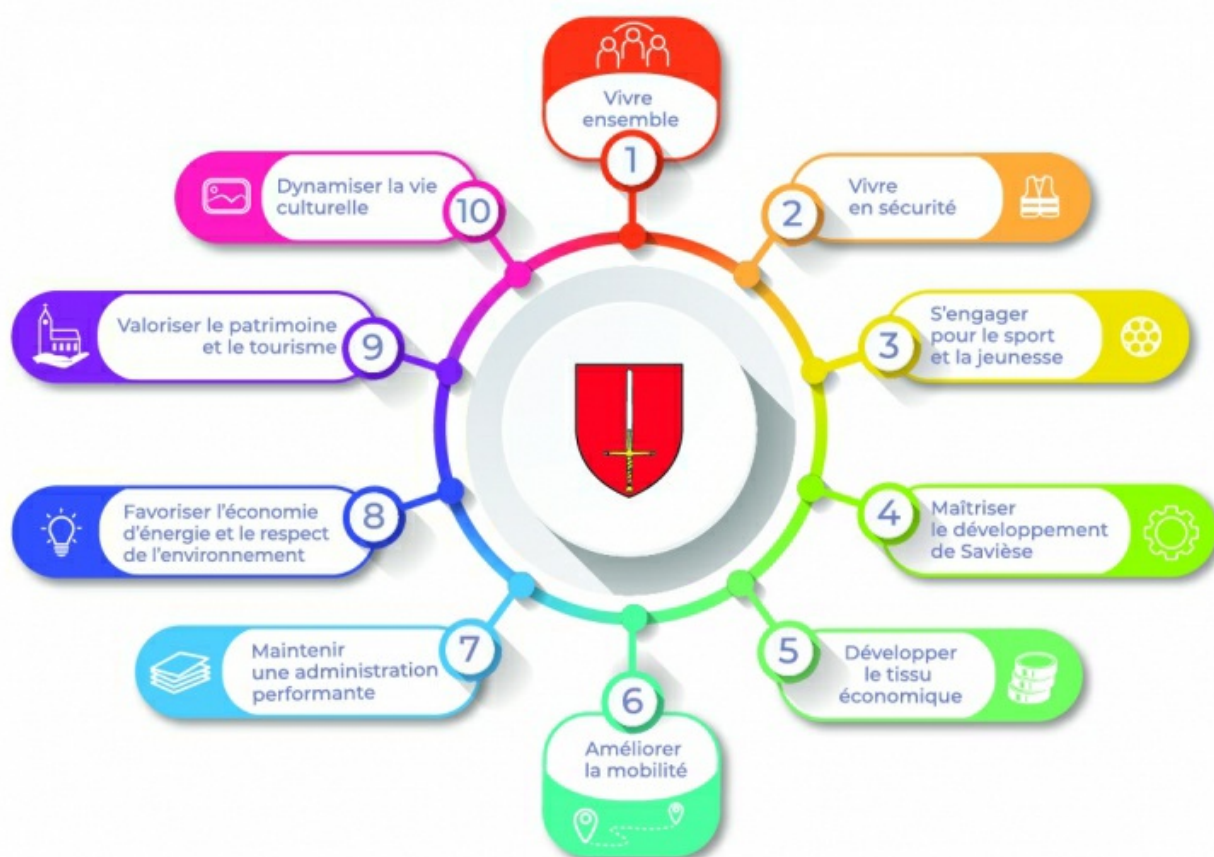 Vivre
ensemble
1
2
Vivre
en sécurité
3
S'engager
pour le sport
et la jeunesse
4
Maîtriser
le développement
de Savièse
5
Développer
le tissu
économique
6
Améliorer
la mobilité
7
Maintenir
une administration
performante
8
Favoriser l'économie
d'énergie et le respect
de l'environnement
9
Valoriser le patrimoine
et le tourisme
10
Dynamiser la vie
culturelle